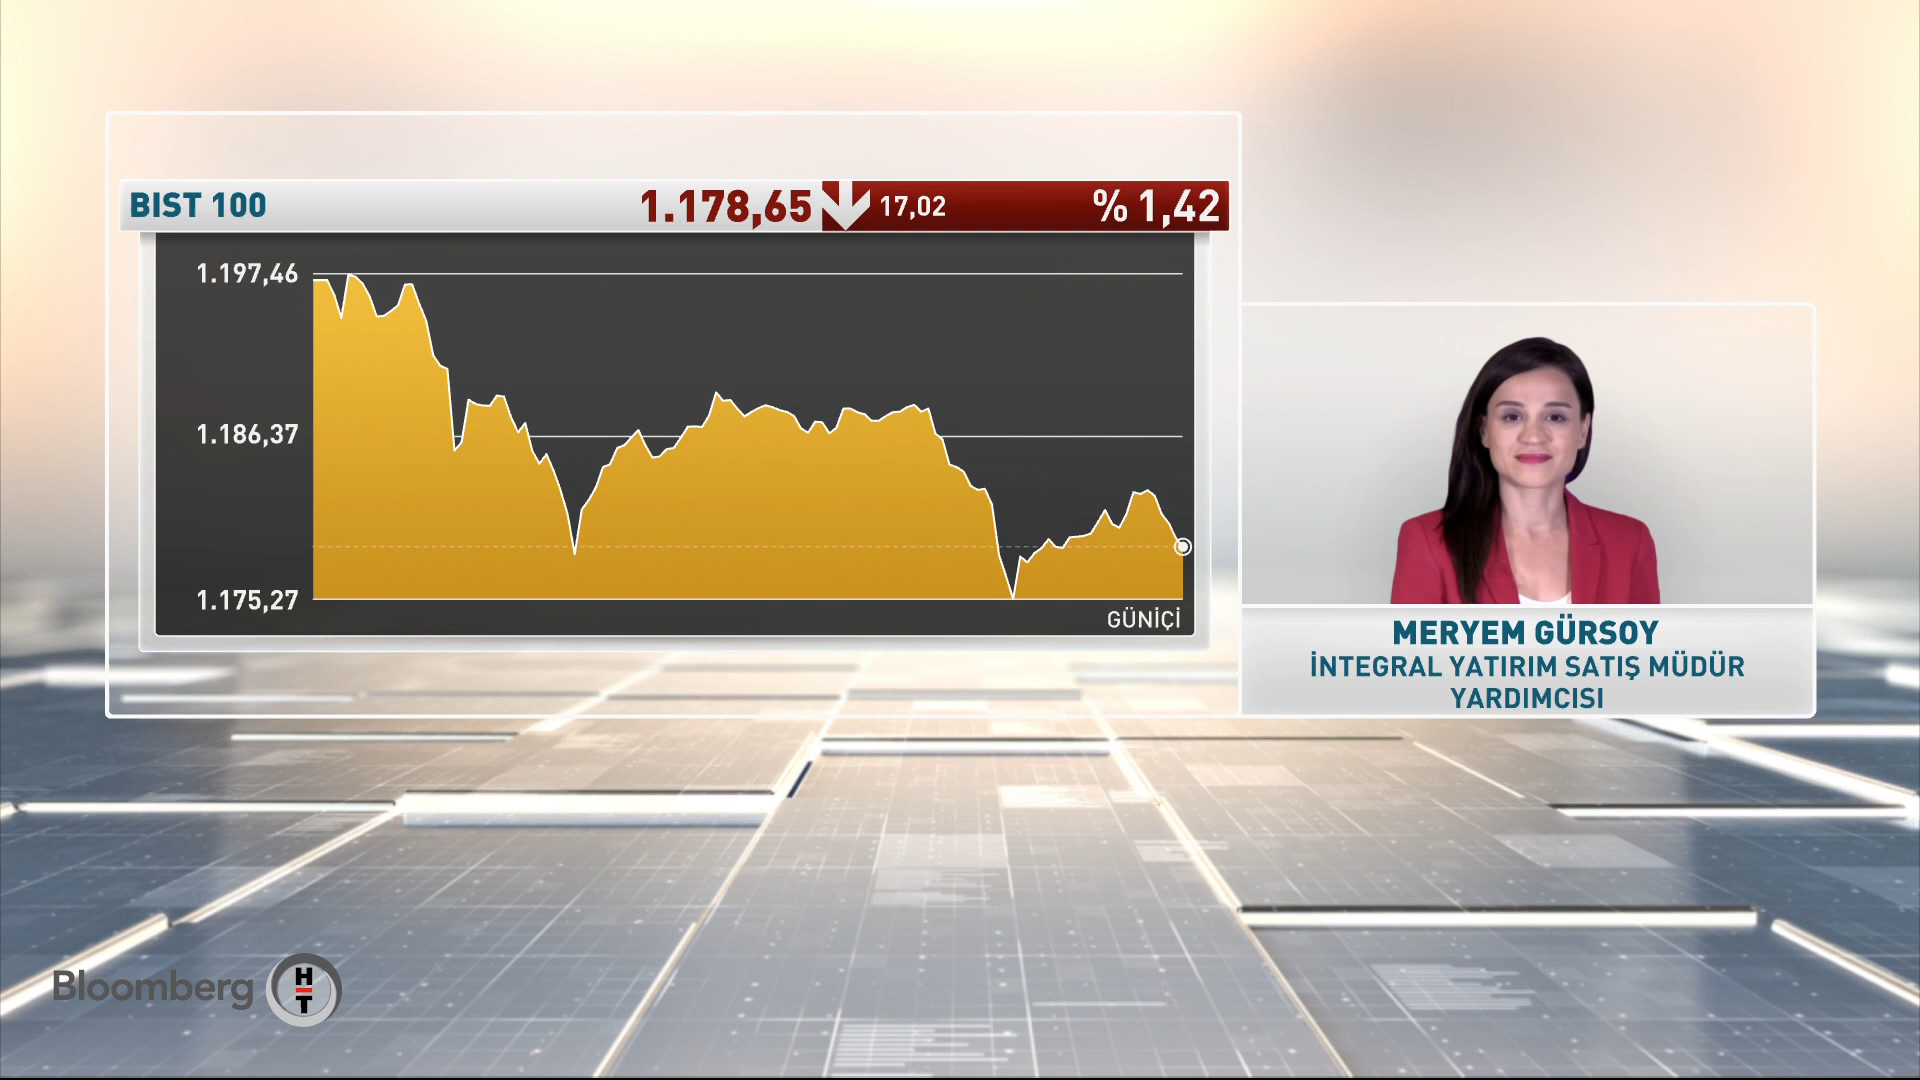 BIST 100 1.178,65 17,02 % 1,42
1.197,46
1.186,37
1.175,27
GÜNİÇİ
MERYEM GÜRSOY
İNTEGRAL YATIRIM SATIŞ MÜDÜR
YARDIMCISI
Bloomberg HT